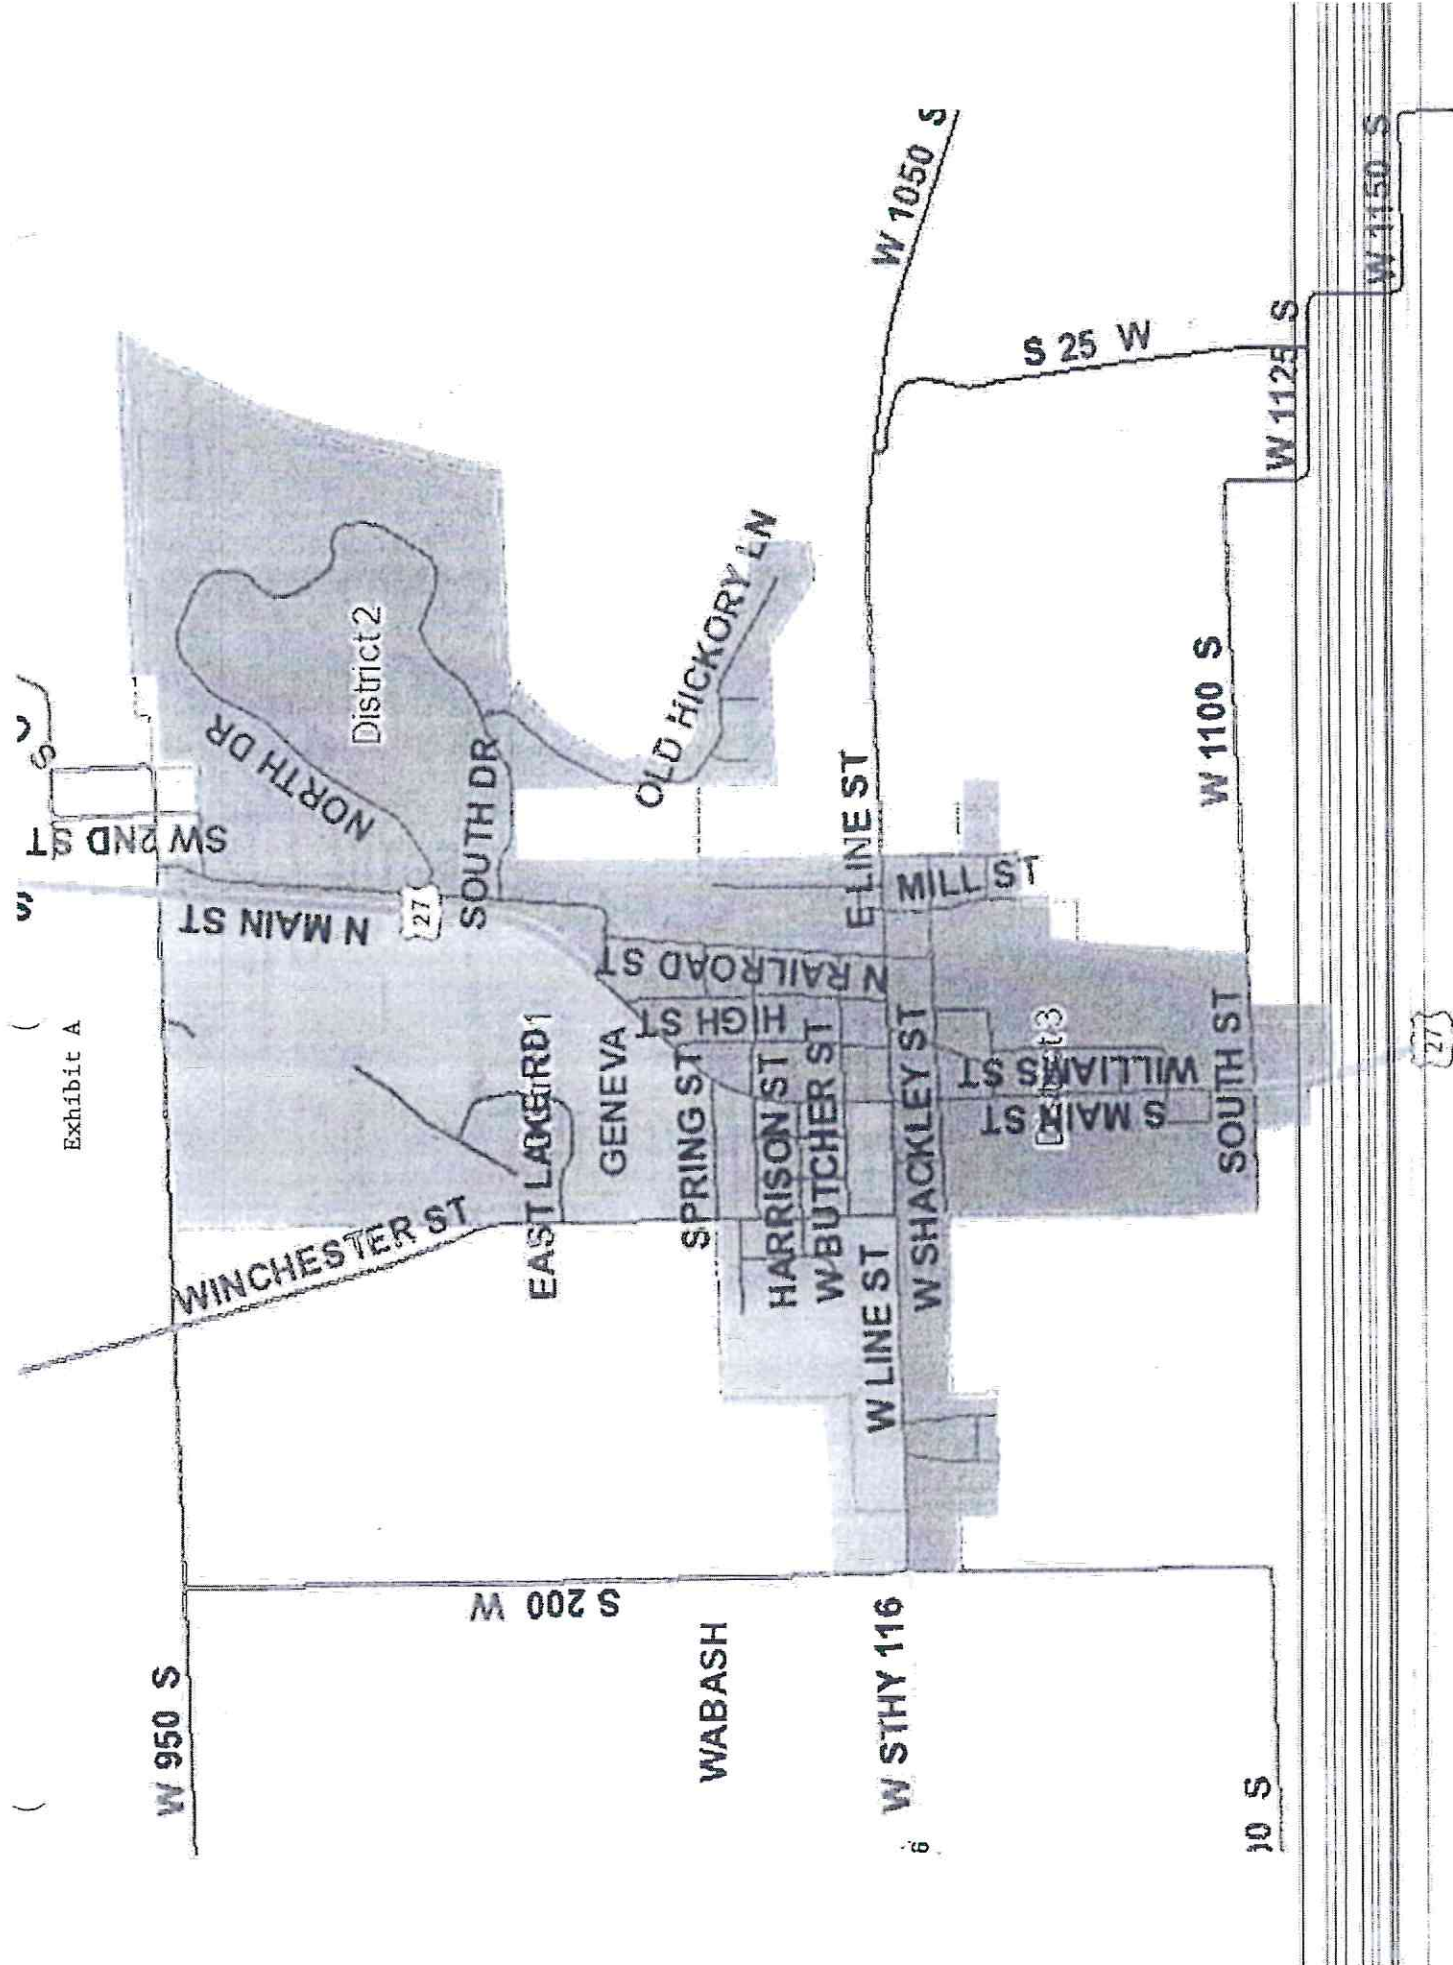 Exhibit A
W 950 S
WINCHESTER ST
N MAIN ST
27
SW 2ND ST
S
NORTH DR
District 2
SOUTH DR
S 200 W
EAST LAKE RD
GENEVA
WABASH
SPRING ST
HIGH ST
N RAILROAD ST
OLD HICKORY LN
HARRISON ST
W BUTCHER ST
W STHY 116
W LINE ST
E LINE ST
W 1050 S
W SHACKLEY ST
MILL ST
S MAIN ST
WILLIAMS ST
S 25 W
SOUTH ST
W 1100 S
W 1125 S
W 1150 S
27